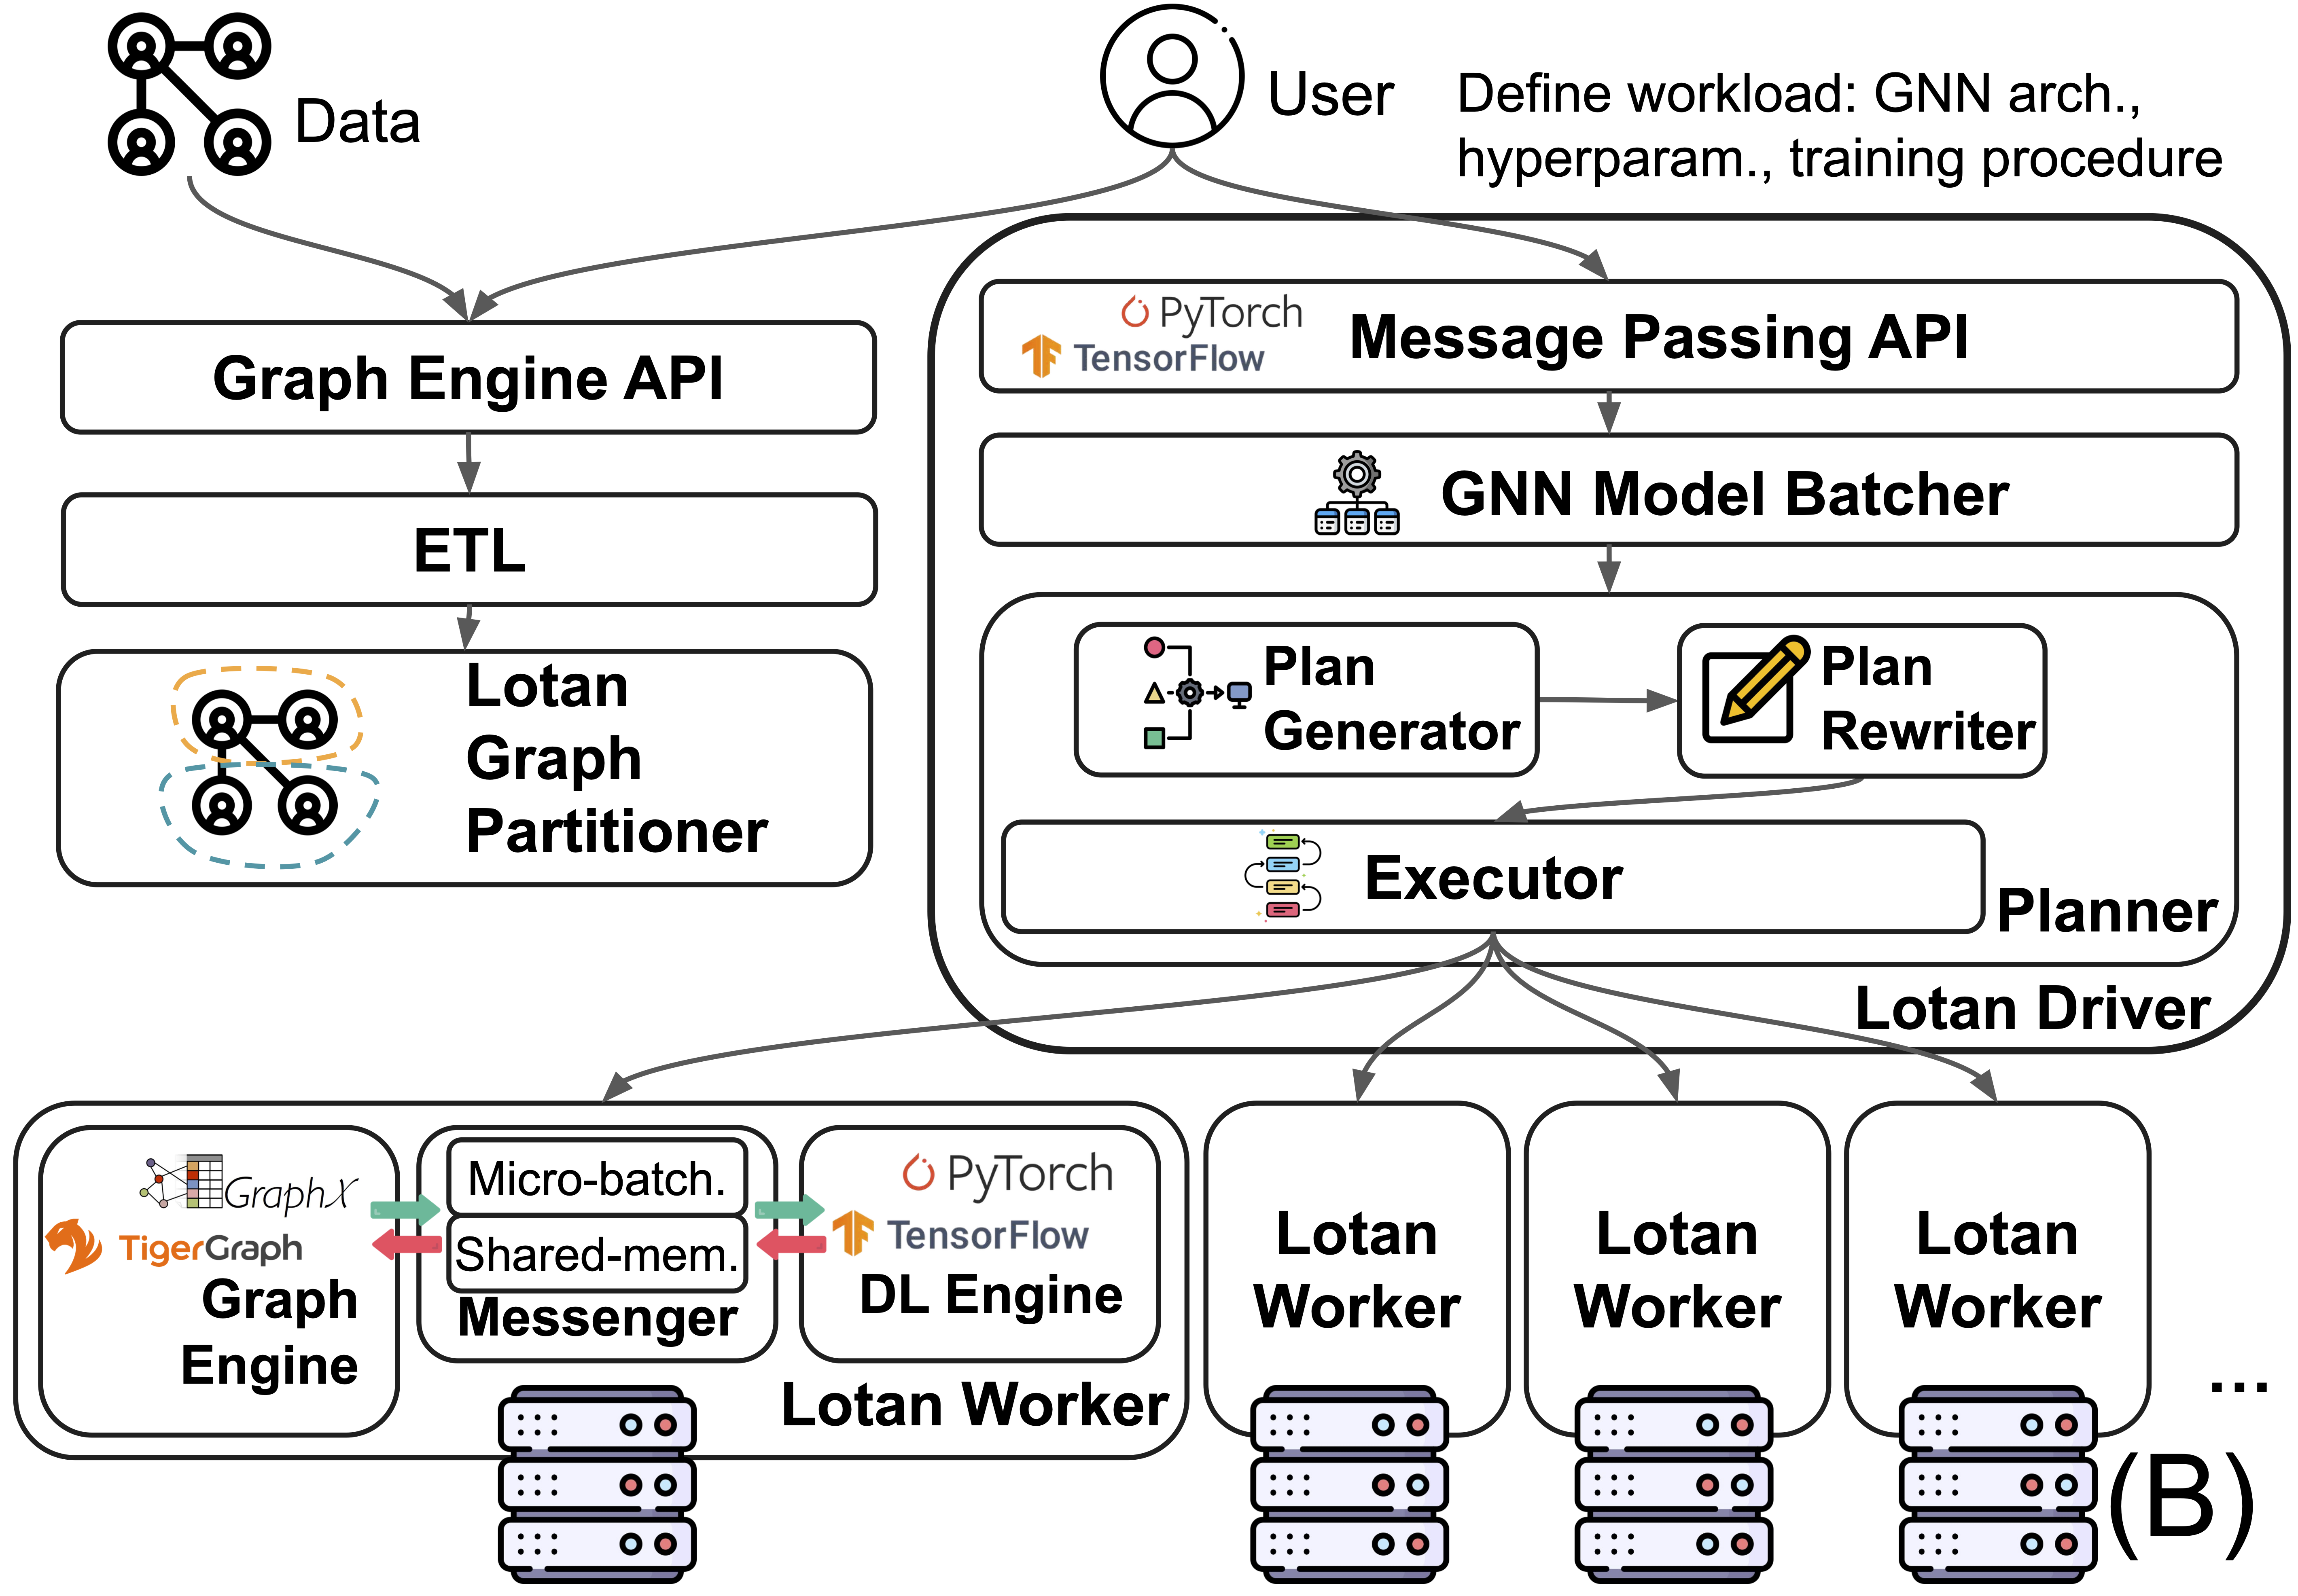 Data
User
Define workload: GNN arch.,
hyperparam., training procedure
Graph Engine API
ETL
Lotan
Graph
Partitioner
PyTorch
TensorFlow
Message Passing API
GNN Model Batcher
Plan
Generator
Plan
Rewriter
Executor
Planner
Lotan Driver
GraphX
TigerGraph
Graph
Engine
Micro-batch.
Shared-mem.
Messenger
PyTorch
TensorFlow
DL Engine
Lotan Worker
Lotan
Worker
Lotan
Worker
Lotan
Worker
...
(B)